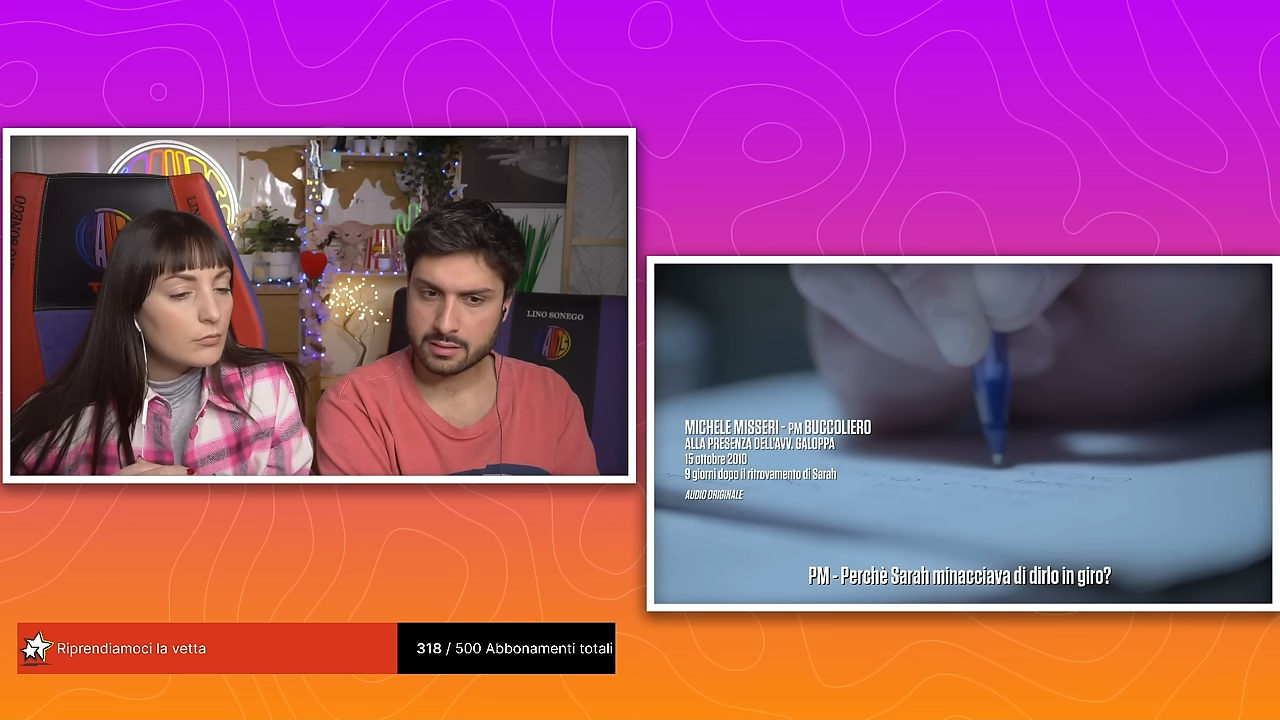 LINO SONEGO
LINO SONEGO
MICHELE MISSERI - PM BUCCOLIERO
ALLA PRESENZA DELL'AVV. GALOPPA
15 ottobre 2010
9 giorni dopo il ritrovamento di Sarah
AUDIO ORIGINALE
PM - Perchè Sarah minacciava di dirlo in giro?
Riprendiamoci la vetta
318 / 500 Abbonamenti totali